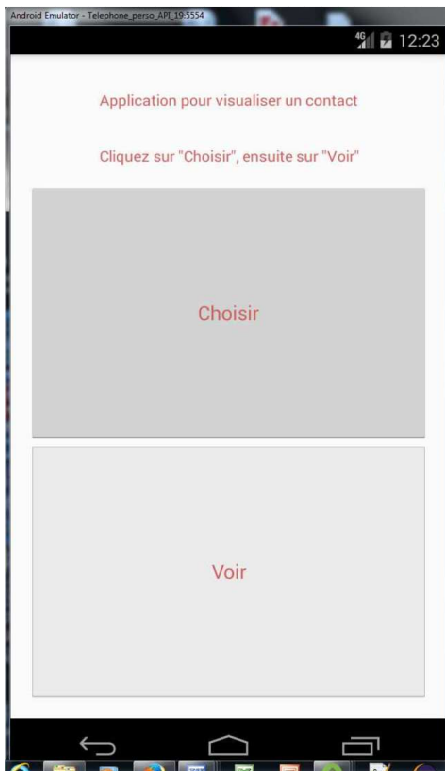 Android Emulator - Telephone_perso_API_19:5554
4G 12:23
Application pour visualiser un contact
Cliquez sur "Choisir", ensuite sur "Voir"
Choisir
Voir